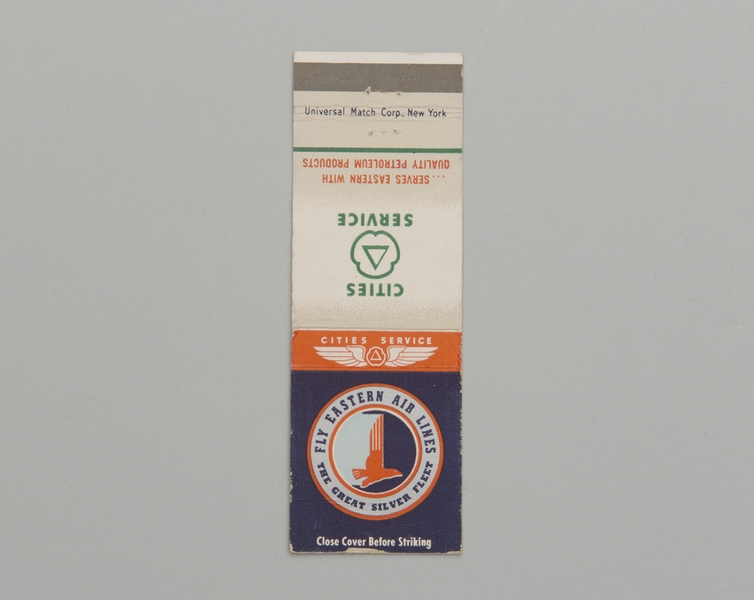 Universal Match Corp., New York
CITIES
SERVICE
...SERVES EASTERN WITH
QUALITY PETROLEUM PRODUCTS
CITIES SERVICE
FLY EASTERN AIR LINES
THE GREAT SILVER FLEET
Close Cover Before Striking